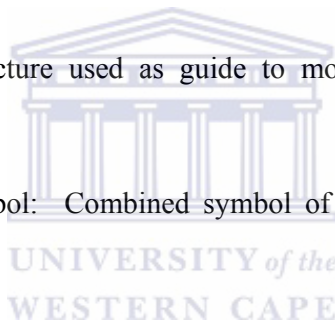 cture used as guide to mo
bol: Combined symbol of
UNIVERSITY of the
WESTERN CAPE